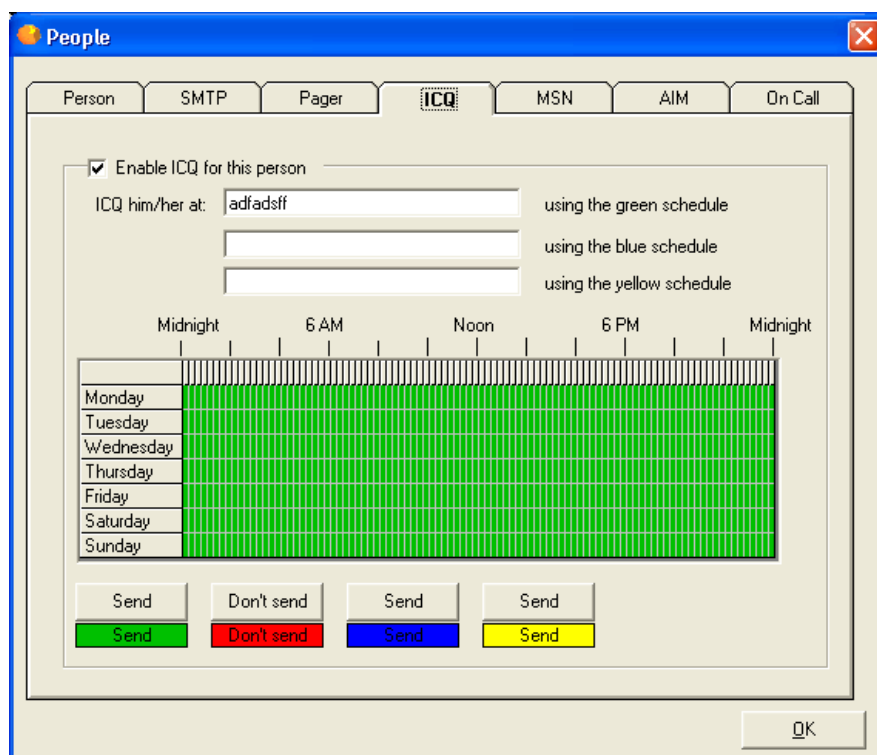 People
Person SMTP Pager ICQ MSN AIM On Call
Enable ICQ for this person
ICQ him/her at: adfadsff using the green schedule
using the blue schedule
using the yellow schedule
Midnight 6 AM Noon 6 PM Midnight
Monday
Tuesday
Wednesday
Thursday
Friday
Saturday
Sunday
Send Don't send Send Send
Send Don't send Send Send
OK